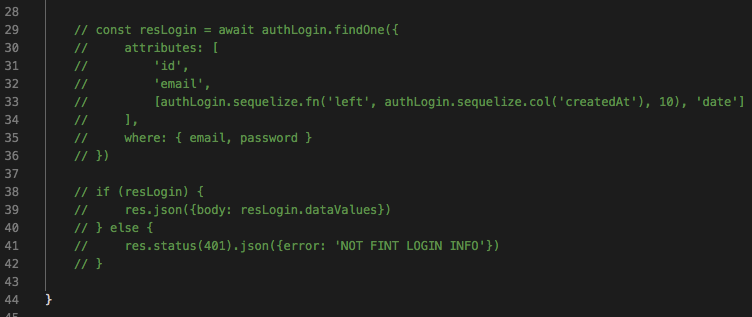 28
29 // const resLogin = await authLogin.findOne({
30 //     attributes: [
31 //         'id',
32 //         'email',
33 //         [authLogin.sequelize.fn('left', authLogin.sequelize.col('createdAt'), 10), 'date']
34 //     ],
35 //     where: { email, password }
36 // })
37
38 // if (resLogin) {
39 //     res.json({body: resLogin.dataValues})
40 // } else {
41 //     res.status(401).json({error: 'NOT FINT LOGIN INFO'})
42 // }
43
44 }
45